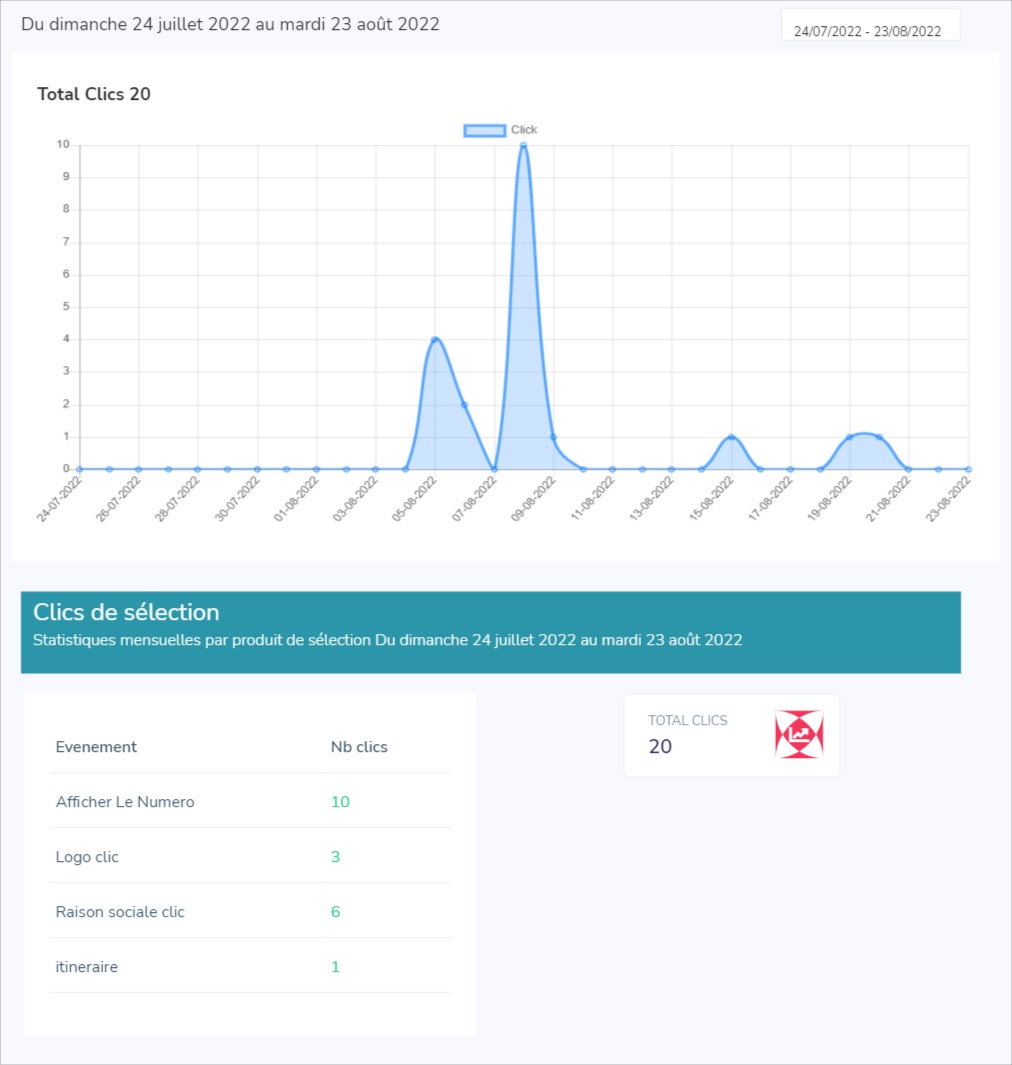 Du dimanche 24 juillet 2022 au mardi 23 août 2022
24/07/2022 - 23/08/2022
Total Clics 20
Click
10
9
8
7
6
5
4
3
2
1
0
24-07-2022
26-07-2022
28-07-2022
30-07-2022
01-08-2022
03-08-2022
05-08-2022
07-08-2022
09-08-2022
11-08-2022
13-08-2022
15-08-2022
17-08-2022
19-08-2022
21-08-2022
23-08-2022
Clics de sélection
Statistiques mensuelles par produit de sélection Du dimanche 24 juillet 2022 au mardi 23 août 2022
Evenement Nb clics
Afficher Le Numero 10
Logo clic 3
Raison sociale clic 6
itineraire 1
TOTAL CLICS
20